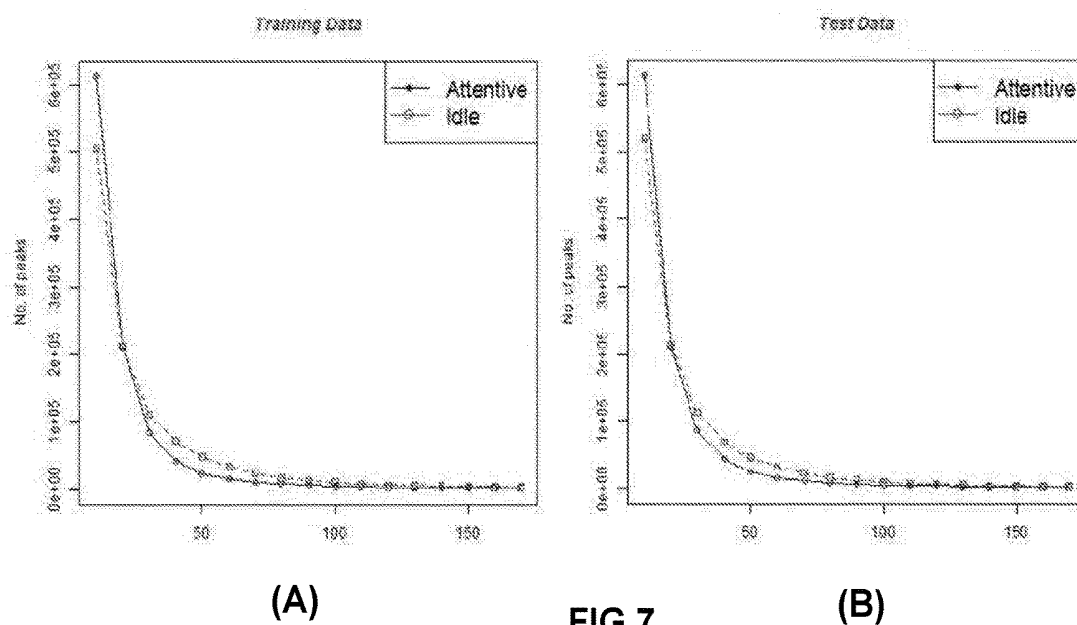 Training Data
No. of peaks
6e+05
5e+05
4e+05
3e+05
2e+05
1e+05
0e+00
Attentive
Idle
50
100
150
(A)
Test Data
No. of peaks
6e+05
5e+05
4e+05
3e+05
2e+05
1e+05
0e+00
Attentive
Idle
50
100
150
(B)
FIG.7